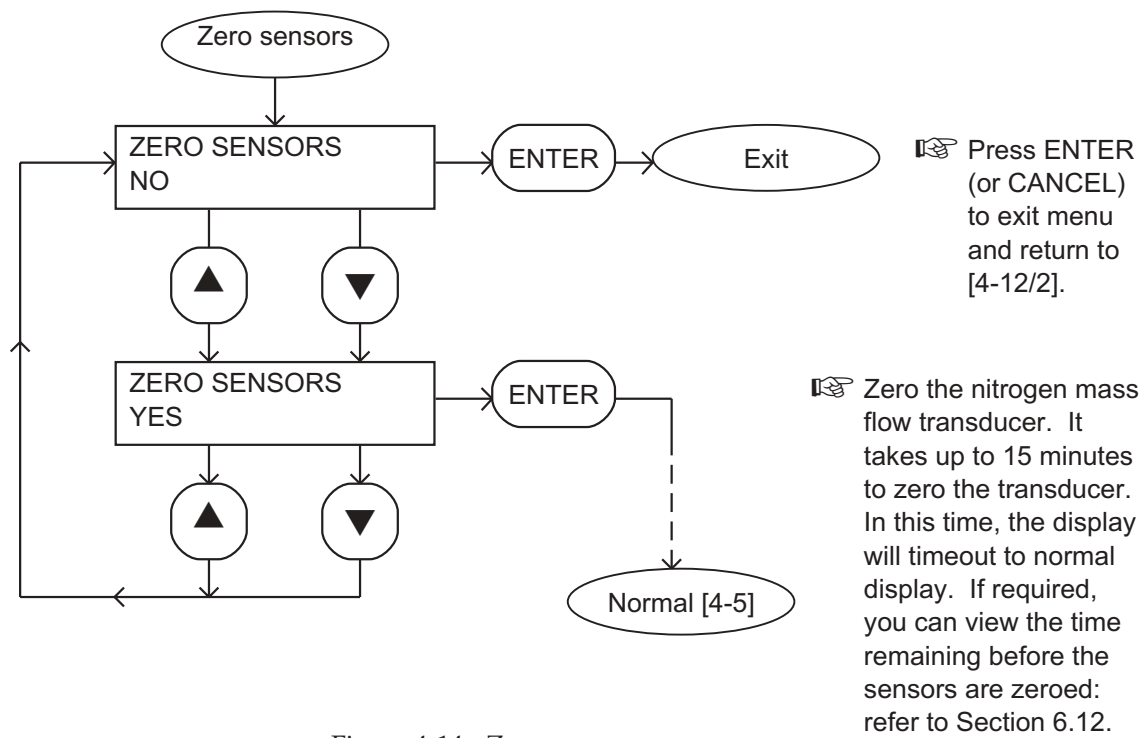 Zero sensors
ZERO SENSORS
NO
ENTER
Exit
☞ Press ENTER
(or CANCEL)
to exit menu
and return to
[4-12/2].
▲
▼
ZERO SENSORS
YES
ENTER
☞ Zero the nitrogen mass
flow transducer. It
takes up to 15 minutes
to zero the transducer.
In this time, the display
will timeout to normal
display. If required,
you can view the time
remaining before the
sensors are zeroed:
refer to Section 6.12.
▲
▼
Normal [4-5]